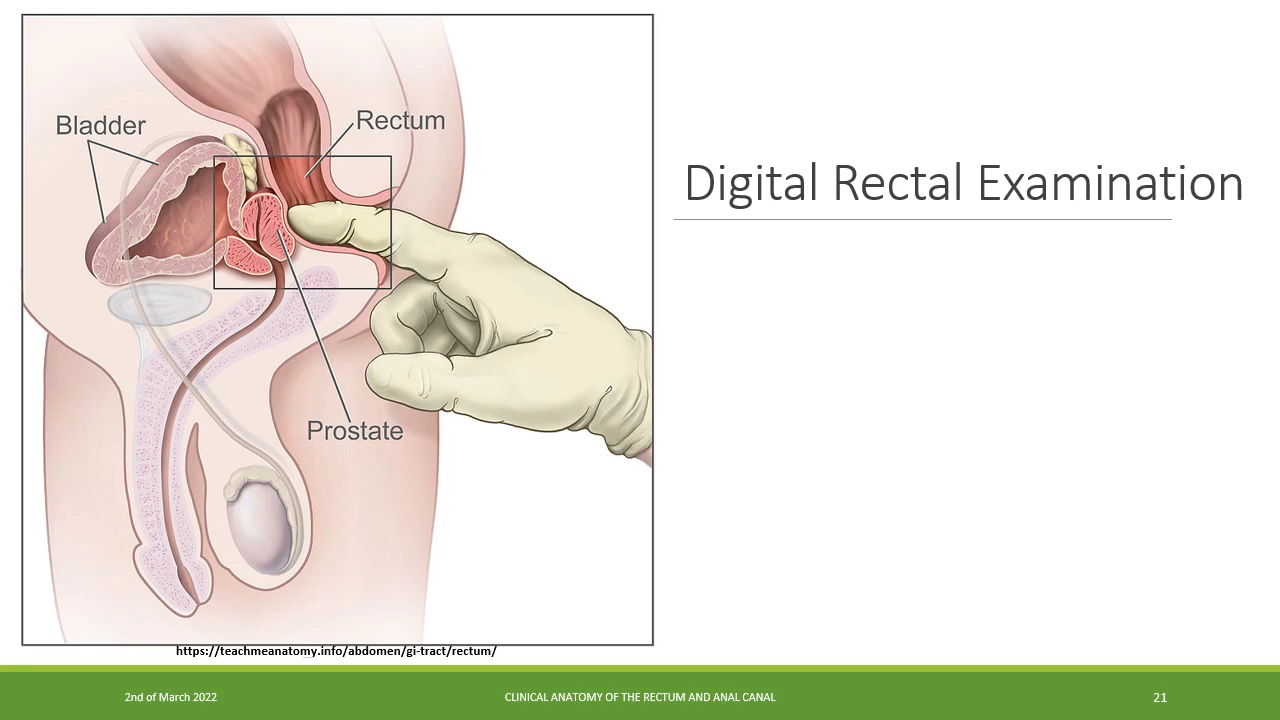 Bladder
Rectum
Prostate
https://teachmeanatomy.info/abdomen/gi-tract/rectum/
Digital Rectal Examination
2nd of March 2022
CLINICAL ANATOMY OF THE RECTUM AND ANAL CANAL
21